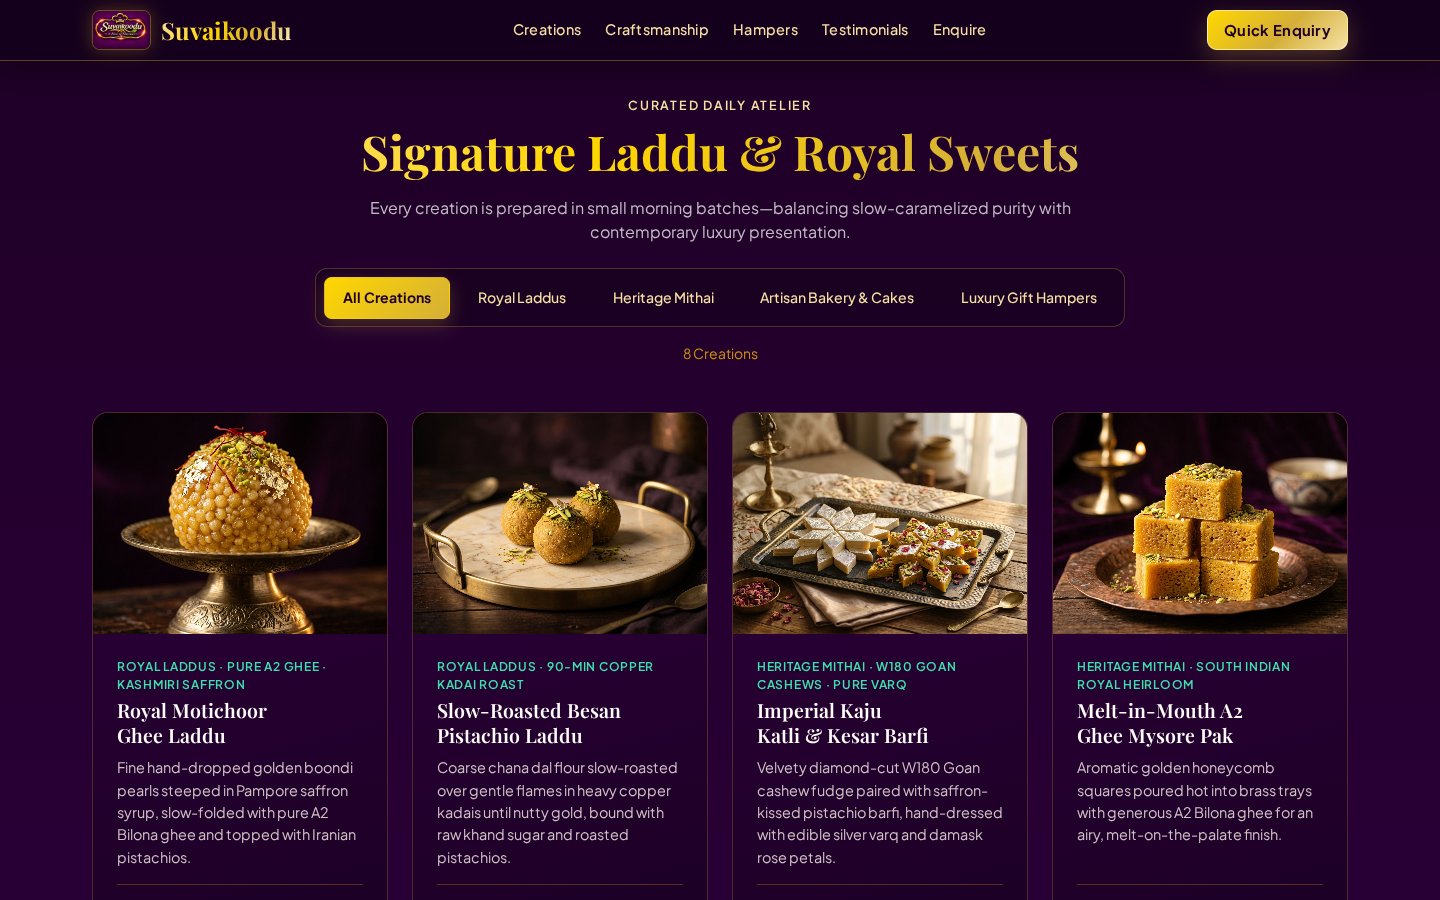 Suvaikoodu
Suvaikoodu
Creations
Craftsmanship
Hampers
Testimonials
Enquire
Quick Enquiry
CURATED DAILY ATELIER
Signature Laddu & Royal Sweets
Every creation is prepared in small morning batches—balancing slow-caramelized purity with
contemporary luxury presentation.
All Creations
Royal Laddus
Heritage Mithai
Artisan Bakery & Cakes
Luxury Gift Hampers
8 Creations
ROYAL LADDUS · PURE A2 GHEE ·
KASHMIRI SAFFRON
Royal Motichoor
Ghee Laddu
Fine hand-dropped golden boondi
pearls steeped in Pampore saffron
syrup, slow-folded with pure A2
Bilona ghee and topped with Iranian
pistachios.
ROYAL LADDUS · 90-MIN COPPER
KADAI ROAST
Slow-Roasted Besan
Pistachio Laddu
Coarse chana dal flour slow-roasted
over gentle flames in heavy copper
kadais until nutty gold, bound with
raw khand sugar and roasted
pistachios.
HERITAGE MITHAI · W180 GOAN
CASHEWS · PURE VARQ
Imperial Kaju
Katli & Kesar Barfi
Velvety diamond-cut W180 Goan
cashew fudge paired with saffron-
kissed pistachio barfi, hand-dressed
with edible silver varq and damask
rose petals.
HERITAGE MITHAI · SOUTH INDIAN
ROYAL HEIRLOOM
Melt-in-Mouth A2
Ghee Mysore Pak
Aromatic golden honeycomb
squares poured hot into brass trays
with generous A2 Bilona ghee for an
airy, melt-on-the-palate finish.